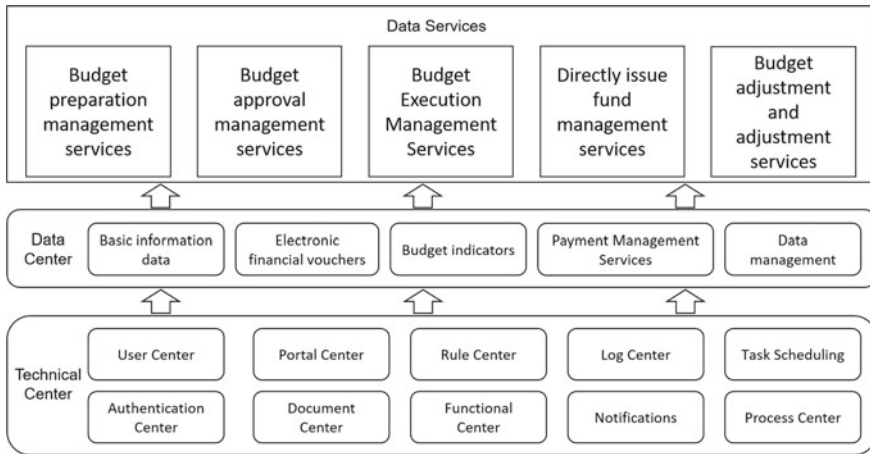 Data Services
Budget
preparation
management
services
Budget
approval
management
services
Budget
Execution
Management
Services
Directly issue
fund
management
services
Budget
adjustment
and
adjustment
services
Data
Center
Basic information
data
Electronic
financial vouchers
Budget indicators
Payment Management
Services
Data
management
Technical
Center
User Center
Portal Center
Rule Center
Log Center
Task Scheduling
Authentication
Center
Document
Center
Functional
Center
Notifications
Process Center